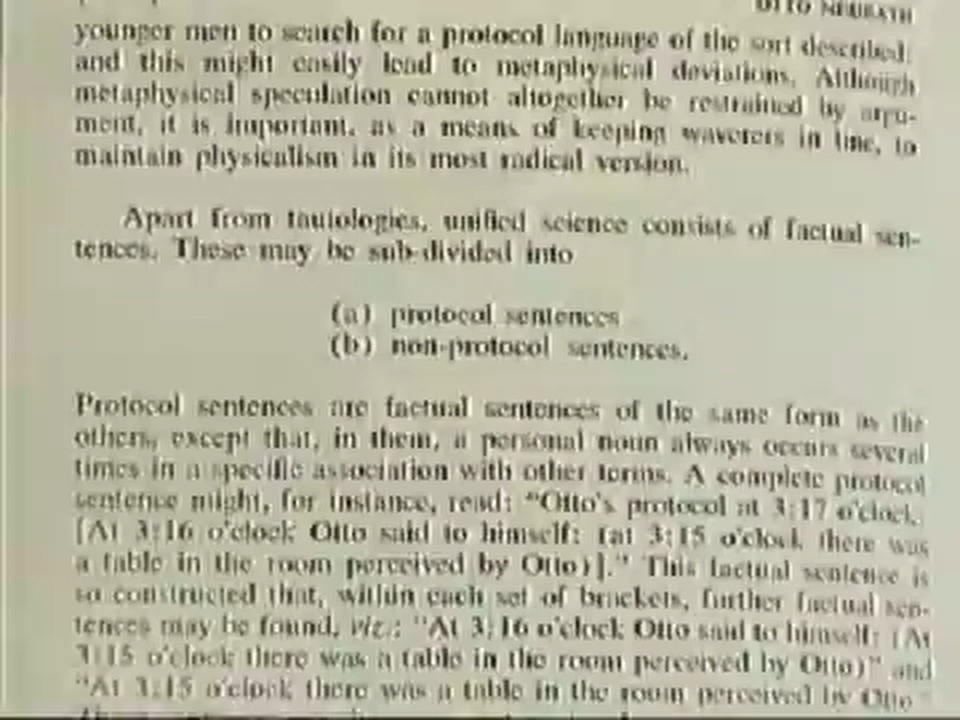 OTTO NEURATH
younger men to search for a protocol language of the sort described;
and this might easily lead to metaphysical deviations. Although
metaphysical speculation cannot altogether be restrained by argu-
ment, it is important, as a means of keeping waverers in line, to
maintain physicalism in its most radical version.
Apart from tautologies, unified science consists of factual sen-
tences. These may be sub-divided into
(a) protocol sentences
(b) non-protocol sentences.
Protocol sentences are factual sentences of the same form as the
others, except that, in them, a personal noun always occurs several
times in a specific association with other terms. A complete protocol
sentence might, for instance, read: "Otto's protocol at 3:17 o'clock:
[At 3:16 o'clock Otto said to himself: (at 3:15 o'clock there was
a table in the room perceived by Otto)]." This factual sentence is
so constructed that, within each set of brackets, further factual sen-
tences may be found, viz.: "At 3:16 o'clock Otto said to himself: (At
3:15 o'clock there was a table in the room perceived by Otto)" and
"At 3:15 o'clock there was a table in the room perceived by Otto